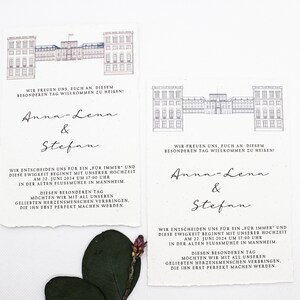 WIR FREUEN UNS, EUCH AN DIESEM
BESONDEREN TAG WILLKOMMEN ZU HEIßEN!
Anna-Lena
&
Stefan
WIR ENTSCHEIDEN UNS FÜR EIN „FÜR IMMER" UND
DIESE EWIGKEIT BEGINNT MIT UNSERER HOCHZEIT
AM 22. JUNI 2024 UM 17:00 UHR
IN DER ALTEN FLUSSMÜHLE IN MANNHEIM.
DIESEN BESONDEREN TAG
MÖCHTEN WIR MIT ALL UNSEREN
GELIEBTEN HERZENSMENSCHEN VERBRINGEN,
DIE IHN ERST PERFEKT MACHEN WERDEN.
WIR FREUEN UNS, EUCH AN DIESEM
BESONDEREN TAG WILLKOMMEN ZU HEIßEN!
Anna-Lena
&
Stefan
WIR ENTSCHEIDEN UNS FÜR EIN „FÜR IMMER" UND
DIESE EWIGKEIT BEGINNT MIT UNSERER HOCHZEIT
AM 22. JUNI 2024 UM 17:00 UHR
IN DER ALTEN FLUSSMÜHLE IN MANNHEIM.
DIESEN BESONDEREN TAG
MÖCHTEN WIR MIT ALL UNSEREN
GELIEBTEN HERZENSMENSCHEN VERBRINGEN,
DIE IHN ERST PERFEKT MACHEN WERDEN.